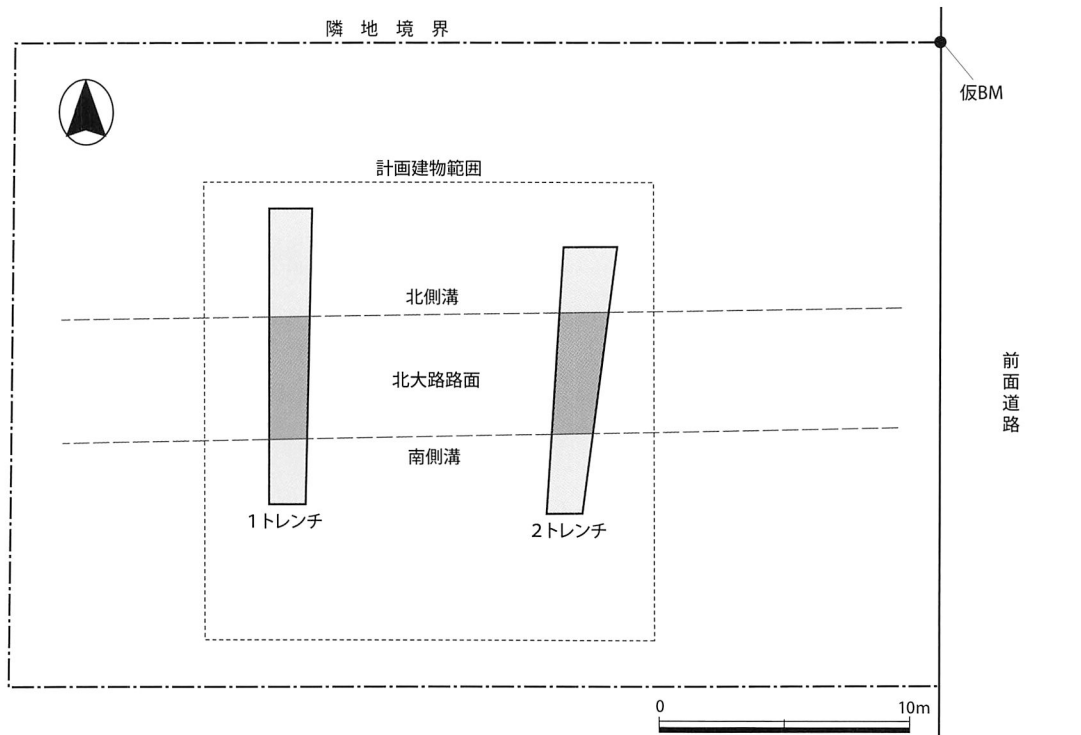 隣地境界
仮BM
計画建物範囲
北側溝
北大路路面
前面道路
南側溝
1トレンチ
2トレンチ
0
10m